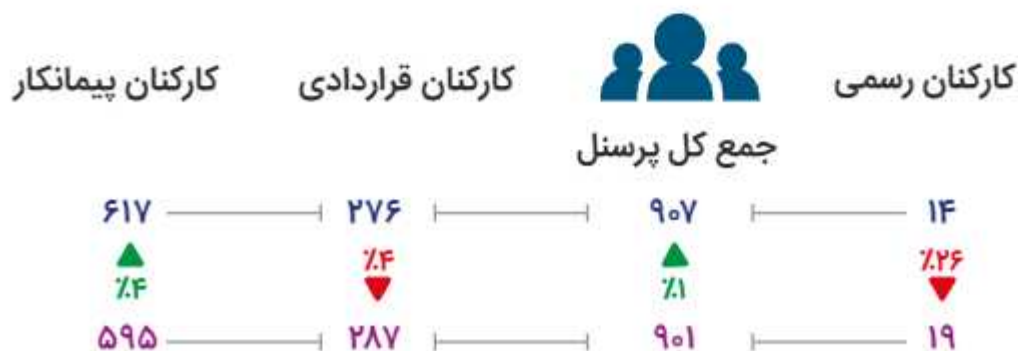 کارکنان رسمی کارکنان قراردادی کارکنان پیمانکار
جمع کل پرسنل
۱۴ ۹۰۷ ۲۷۶ ۶۱۷
٪۲۶ ٪۱ ٪۴ ٪۴
۱۹ ۹۰۱ ۲۸۷ ۵۹۵